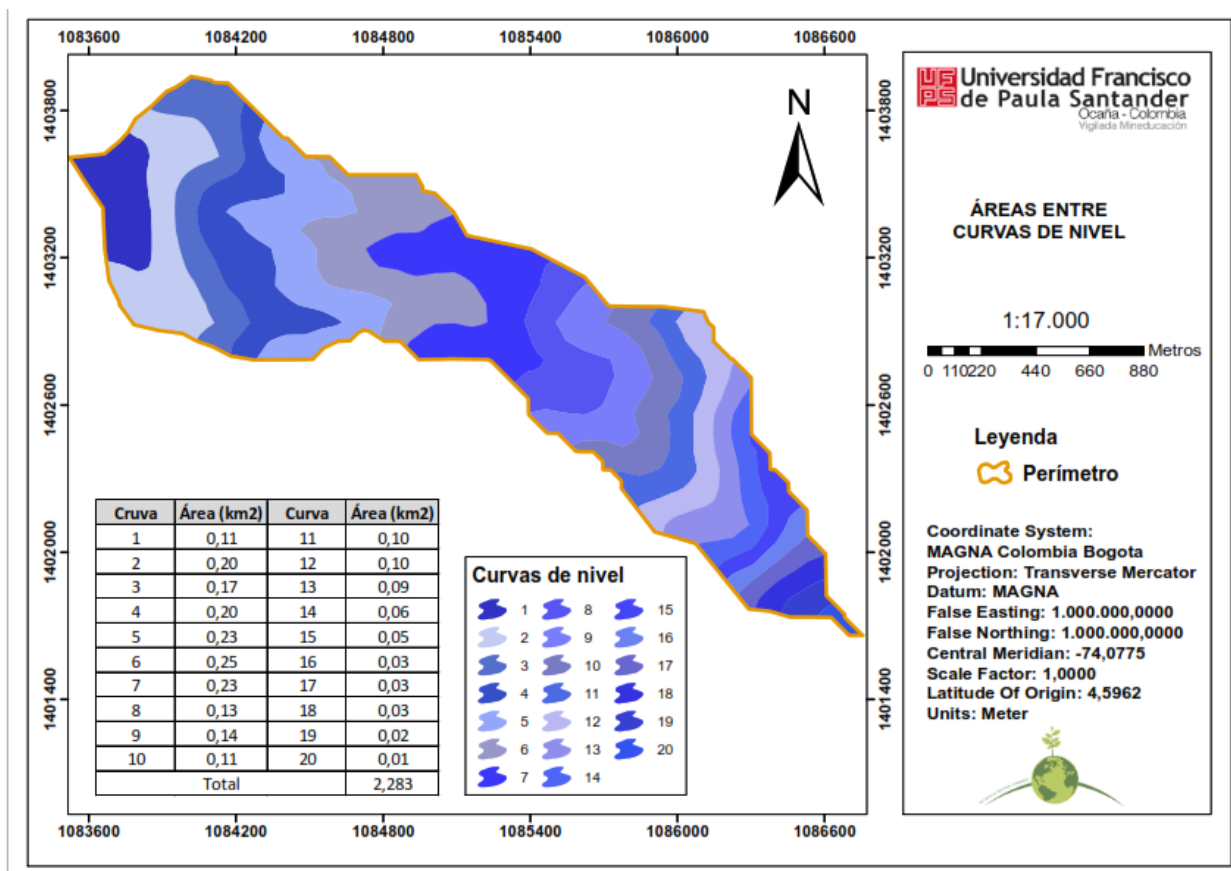 1083600 1084200 1084800 1085400 1086000 1086600
1403800
1403200
1402600
1402000
1401400
1403800
1403200
1402600
1402000
1401400
N
Cruva Área (km2) Curva Área (km2)
1 0,11 11 0,10
2 0,20 12 0,10
3 0,17 13 0,09
4 0,20 14 0,06
5 0,23 15 0,05
6 0,25 16 0,03
7 0,23 17 0,03
8 0,13 18 0,03
9 0,14 19 0,02
10 0,11 20 0,01
Total 2,283
Curvas de nivel
1 8 15
2 9 16
3 10 17
4 11 18
5 12 19
6 13 20
7 14
1083600 1084200 1084800 1085400 1086000 1086600
UFPS
Universidad Francisco
de Paula Santander
Ocaña - Colombia
Vigilada Mineducación
ÁREAS ENTRE
CURVAS DE NIVEL
1:17.000
Metros
0 110220 440 660 880
Leyenda
Perímetro
Coordinate System:
MAGNA Colombia Bogota
Projection: Transverse Mercator
Datum: MAGNA
False Easting: 1.000.000,0000
False Northing: 1.000.000,0000
Central Meridian: -74,0775
Scale Factor: 1,0000
Latitude Of Origin: 4,5962
Units: Meter